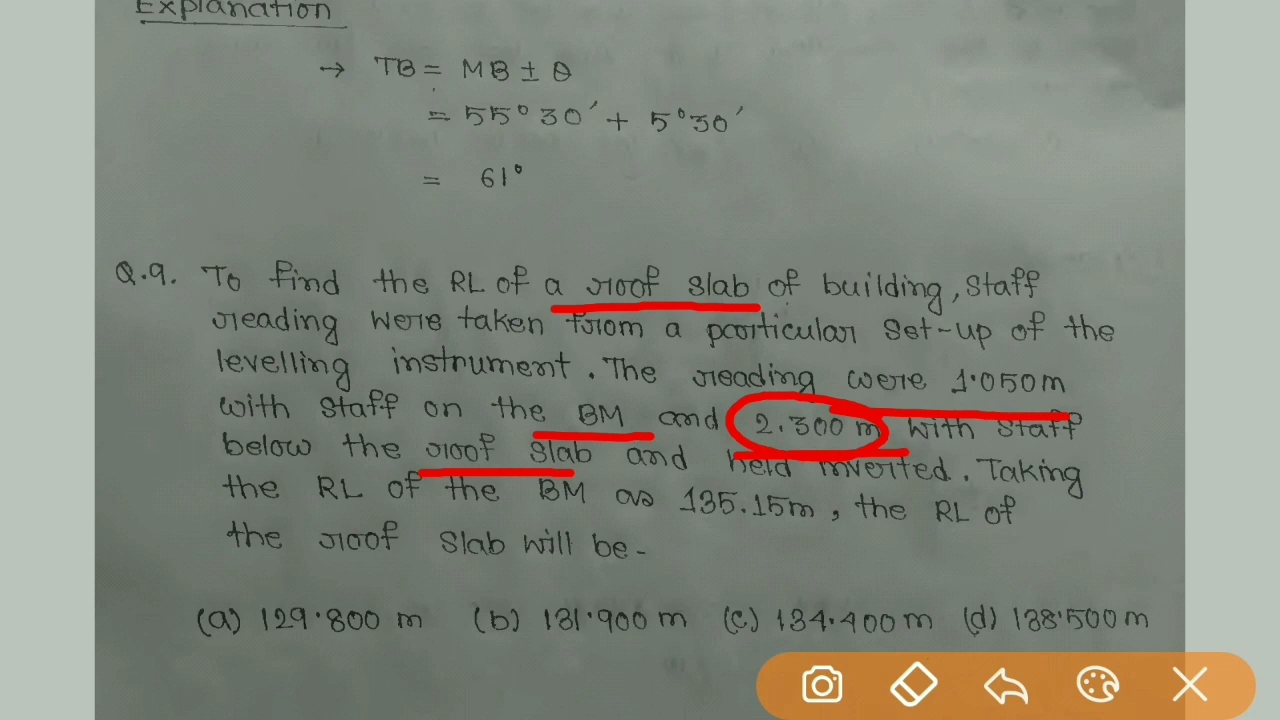 Explanation
→ TB = MB ± θ
= 55°30′ + 5°30′
= 61°
Q.9. To find the RL of a roof slab of building, staff
reading were taken from a particular set-up of the
levelling instrument. The reading were 1.050m
with staff on the BM and 2.300 m with staff
below the roof slab and held inverted. Taking
the RL of the BM as 135.15m, the RL of
the roof slab will be -
(a) 129.800 m (b) 131.900 m (c) 134.400 m (d) 138.500 m